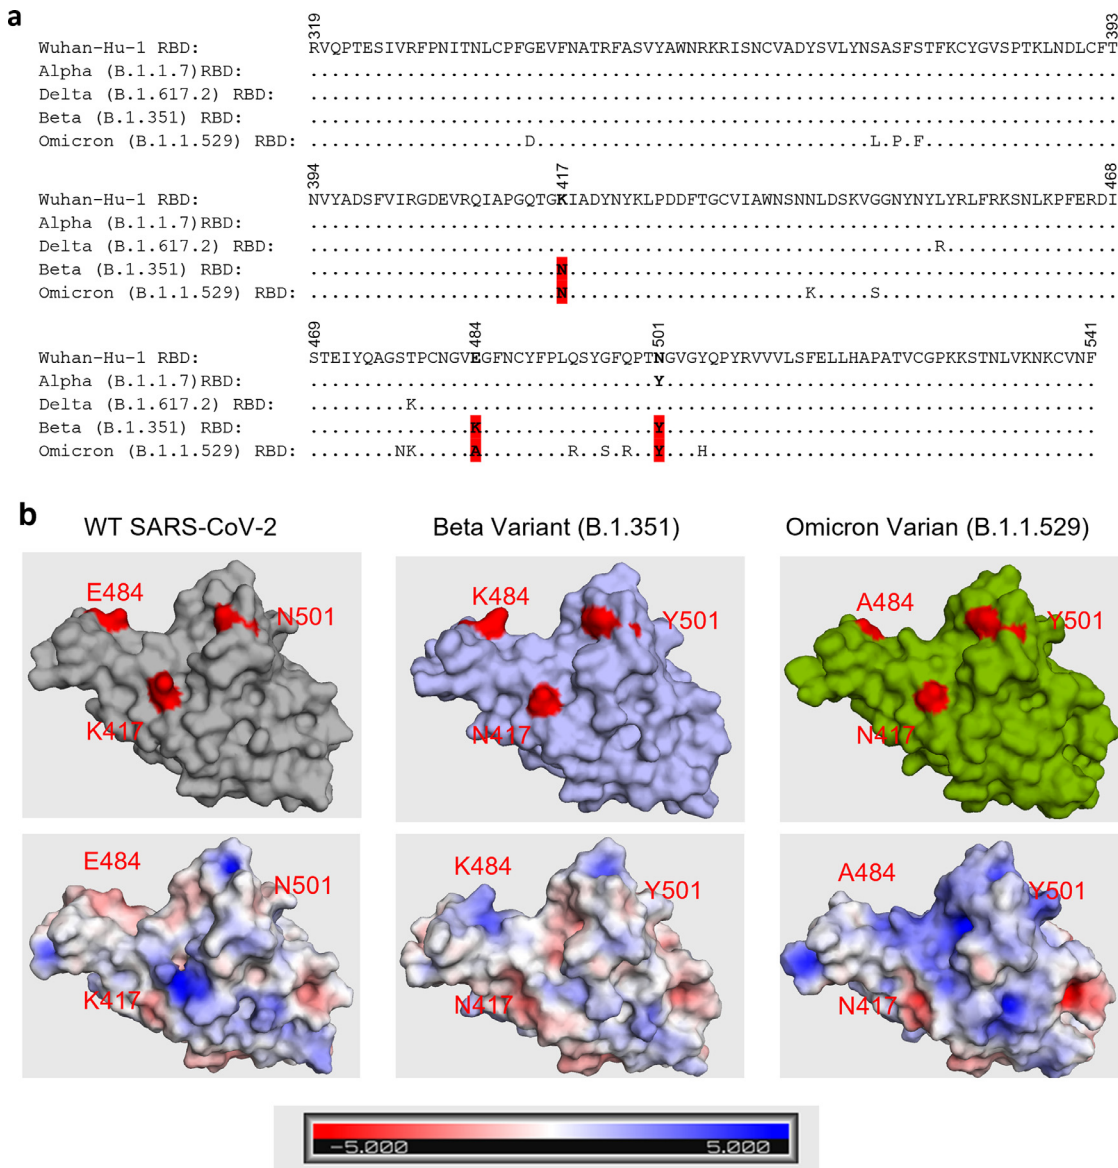 a
319 393
Wuhan-Hu-1 RBD: RVQPTESIVRFPNITNLCPFGEVFNATRFASVYAWNRKRISNCVADYSVLYNSASFSTFKCYGVSPTKLNDLCFT
Alpha (B.1.1.7)RBD: ...........................................................................
Delta (B.1.617.2) RBD: ...........................................................................
Beta (B.1.351) RBD: ...........................................................................
Omicron (B.1.1.529) RBD: ....................D...............................L.P.F..................
394 417 468
Wuhan-Hu-1 RBD: NVYADSFVIRGDEVRQIAPGQTGKIADYNYKLPDDFTGCVIAWNSNNLDSKVGGNYNYLYRLFRKSNLKPFERDI
Alpha (B.1.1.7)RBD: ...........................................................................
Delta (B.1.617.2) RBD: ..........................................................R................
Beta (B.1.351) RBD: .......................N...................................................
Omicron (B.1.1.529) RBD: .......................N......................K.....S......................
469 484 501 541
Wuhan-Hu-1 RBD: STEIYQAGSTPCNGVEGFNCYFPLQSYGFQPTNGVGYQPYRVVVLSFELLHAPATVCGPKKSTNLVKNKCVNF
Alpha (B.1.1.7)RBD: ................................Y........................................
Delta (B.1.617.2) RBD: .........K...............................................................
Beta (B.1.351) RBD: ...............K................Y........................................
Omicron (B.1.1.529) RBD: ........NK.....A........R..S.R..Y...H....................................
b
WT SARS-CoV-2 Beta Variant (B.1.351) Omicron Varian (B.1.1.529)
E484 N501 K417
K484 Y501 N417
A484 Y501 N417
E484 N501 K417
K484 Y501 N417
A484 Y501 N417
-5.000 5.000